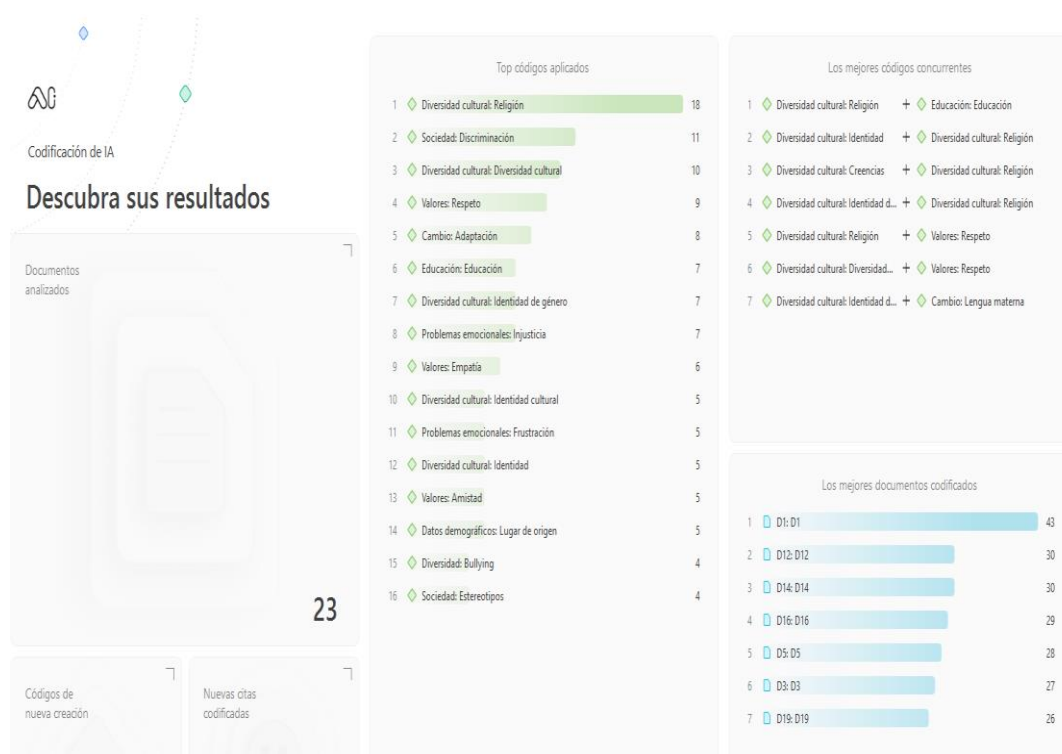 Codificación de IA
Descubra sus resultados
Documentos
analizados
23
Códigos de
nueva creación
Nuevas citas
codificadas
Top códigos aplicados
1 Diversidad cultural: Religión 18
2 Sociedad: Discriminación 11
3 Diversidad cultural: Diversidad cultural 10
4 Valores: Respeto 9
5 Cambio: Adaptación 8
6 Educación: Educación 7
7 Diversidad cultural: Identidad de género 7
8 Problemas emocionales: Injusticia 7
9 Valores: Empatía 6
10 Diversidad cultural: Identidad cultural 5
11 Problemas emocionales: Frustración 5
12 Diversidad cultural: Identidad 5
13 Valores: Amistad 5
14 Datos demográficos: Lugar de origen 5
15 Diversidad: Bullying 4
16 Sociedad: Estereotipos 4
Los mejores códigos concurrentes
1 Diversidad cultural: Religión + Educación: Educación
2 Diversidad cultural: Identidad + Diversidad cultural: Religión
3 Diversidad cultural: Creencias + Diversidad cultural: Religión
4 Diversidad cultural: Identidad d... + Diversidad cultural: Religión
5 Diversidad cultural: Religión + Valores: Respeto
6 Diversidad cultural: Diversidad... + Valores: Respeto
7 Diversidad cultural: Identidad d... + Cambio: Lengua materna
Los mejores documentos codificados
1 D1: D1 43
2 D12: D12 30
3 D14: D14 30
4 D16: D16 29
5 D5: D5 28
6 D3: D3 27
7 D19: D19 26